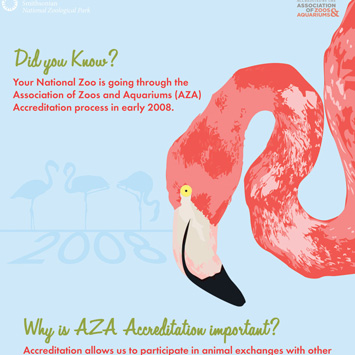 Smithsonian
National Zoological Park
ASSOCIATION
OF ZOOS
AQUARIUMS &
Did you Know?
Your National Zoo is going through the
Association of Zoos and Aquariums (AZA)
Accreditation process in early 2008.
2008
Why is AZA Accreditation important?
Accreditation allows us to participate in animal exchanges with other